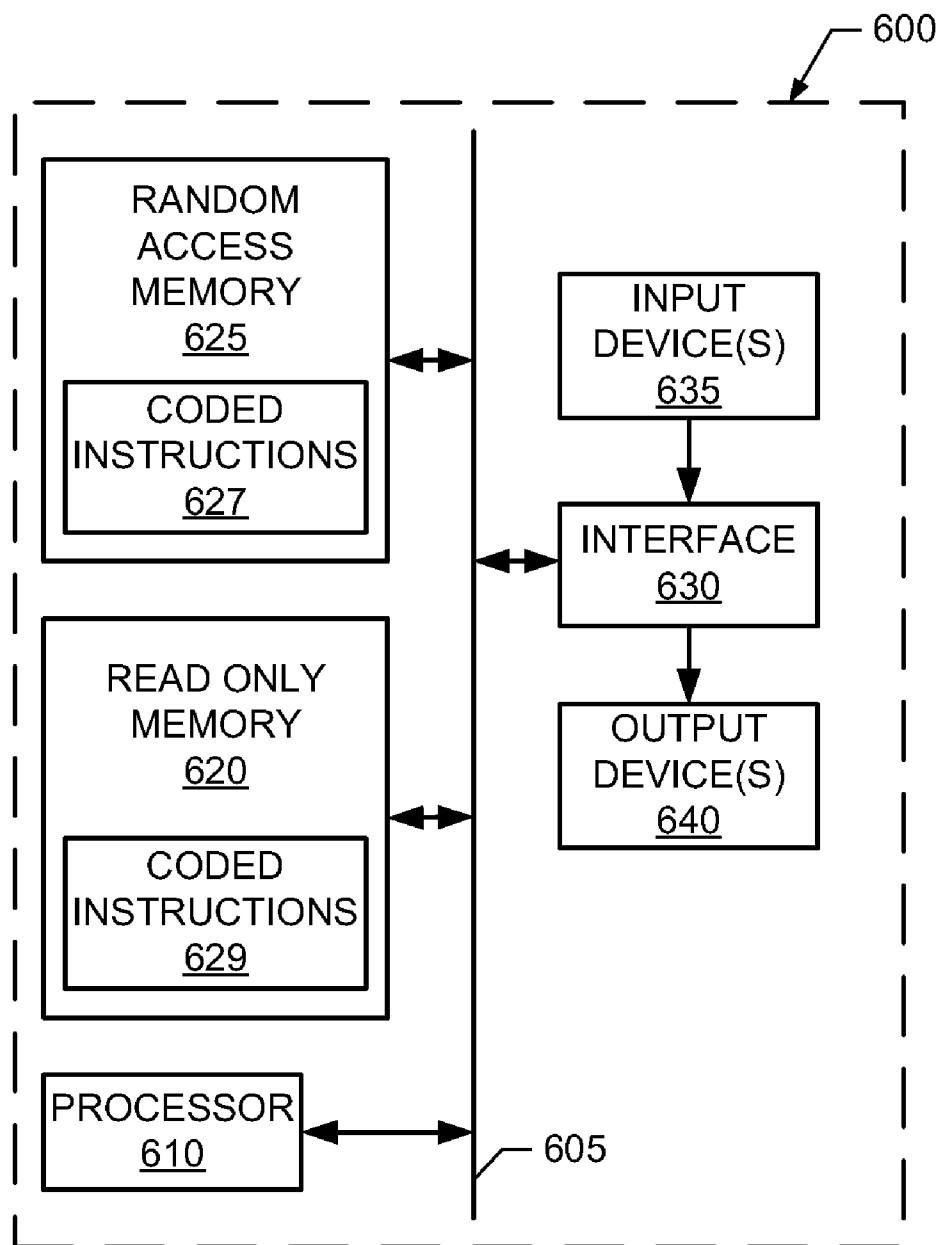 600
RANDOM
ACCESS
MEMORY
625
CODED
INSTRUCTIONS
627
READ ONLY
MEMORY
620
CODED
INSTRUCTIONS
629
PROCESSOR
610
INPUT
DEVICE(S)
635
INTERFACE
630
OUTPUT
DEVICE(S)
640
605